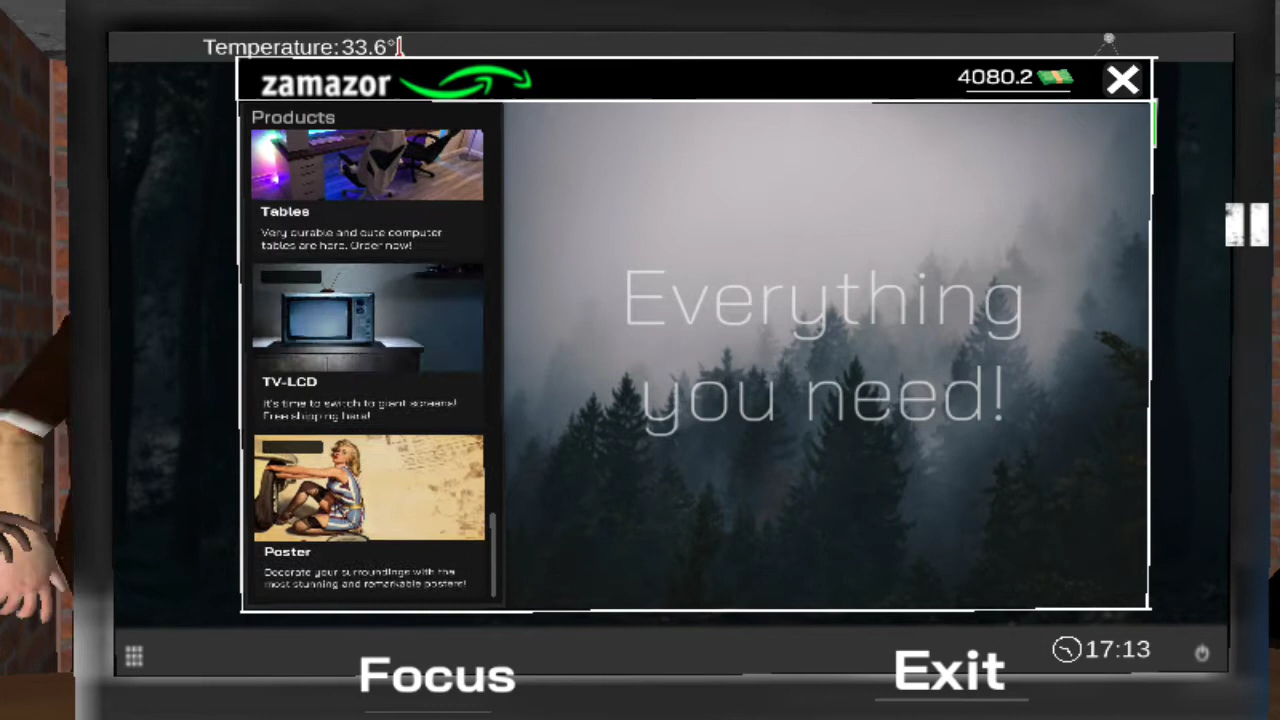 Temperature: 33.6°
zamazor
4080.2
Products
Tables
Very durable and cute computer
tables are here. Order now!
Everything
you need!
TV-LCD
It's time to switch to giant screens!
Free shipping here!
Poster
Decorate your surroundings with the
most stunning and remarkable posters!
17:13
Focus
Exit